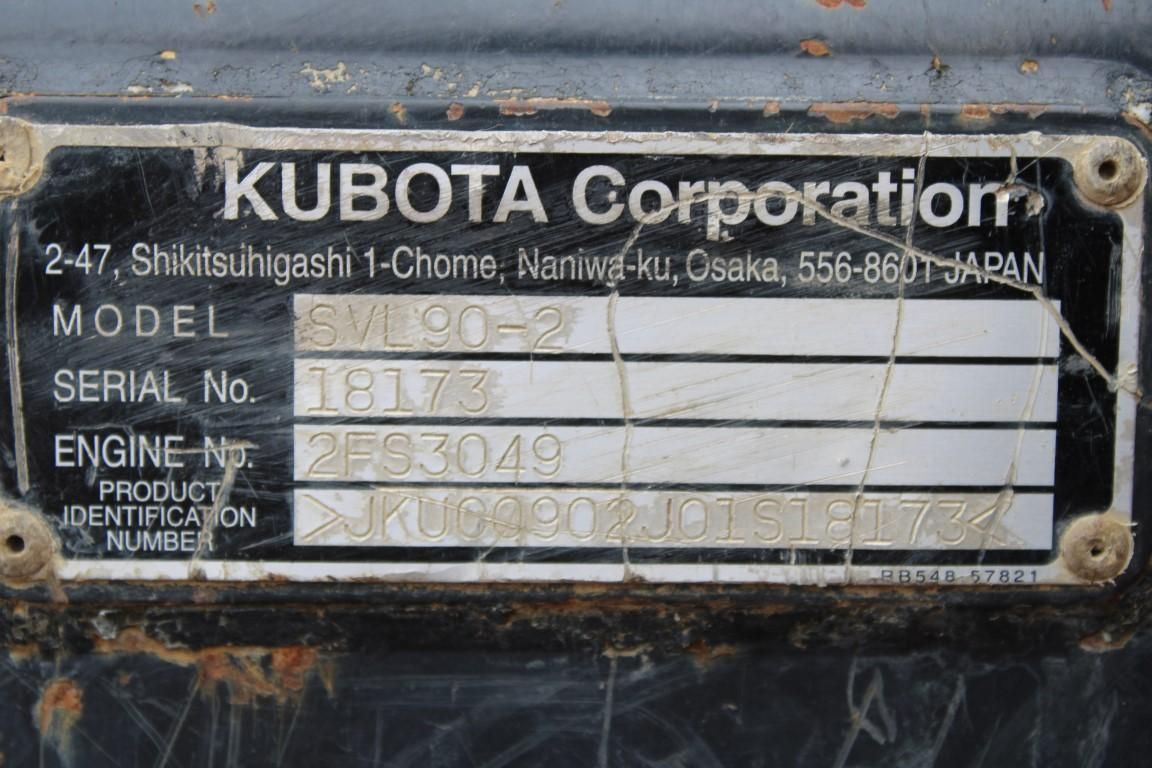 KUBOTA Corporation
2-47, Shikitsuhigashi 1-Chome, Naniwa-ku, Osaka, 556-8601 JAPAN
MODEL SVL90-2
SERIAL No. 18173
ENGINE No. 2FS3049
PRODUCT IDENTIFICATION NUMBER >JKUC0902J01S18173<
RB548 57821